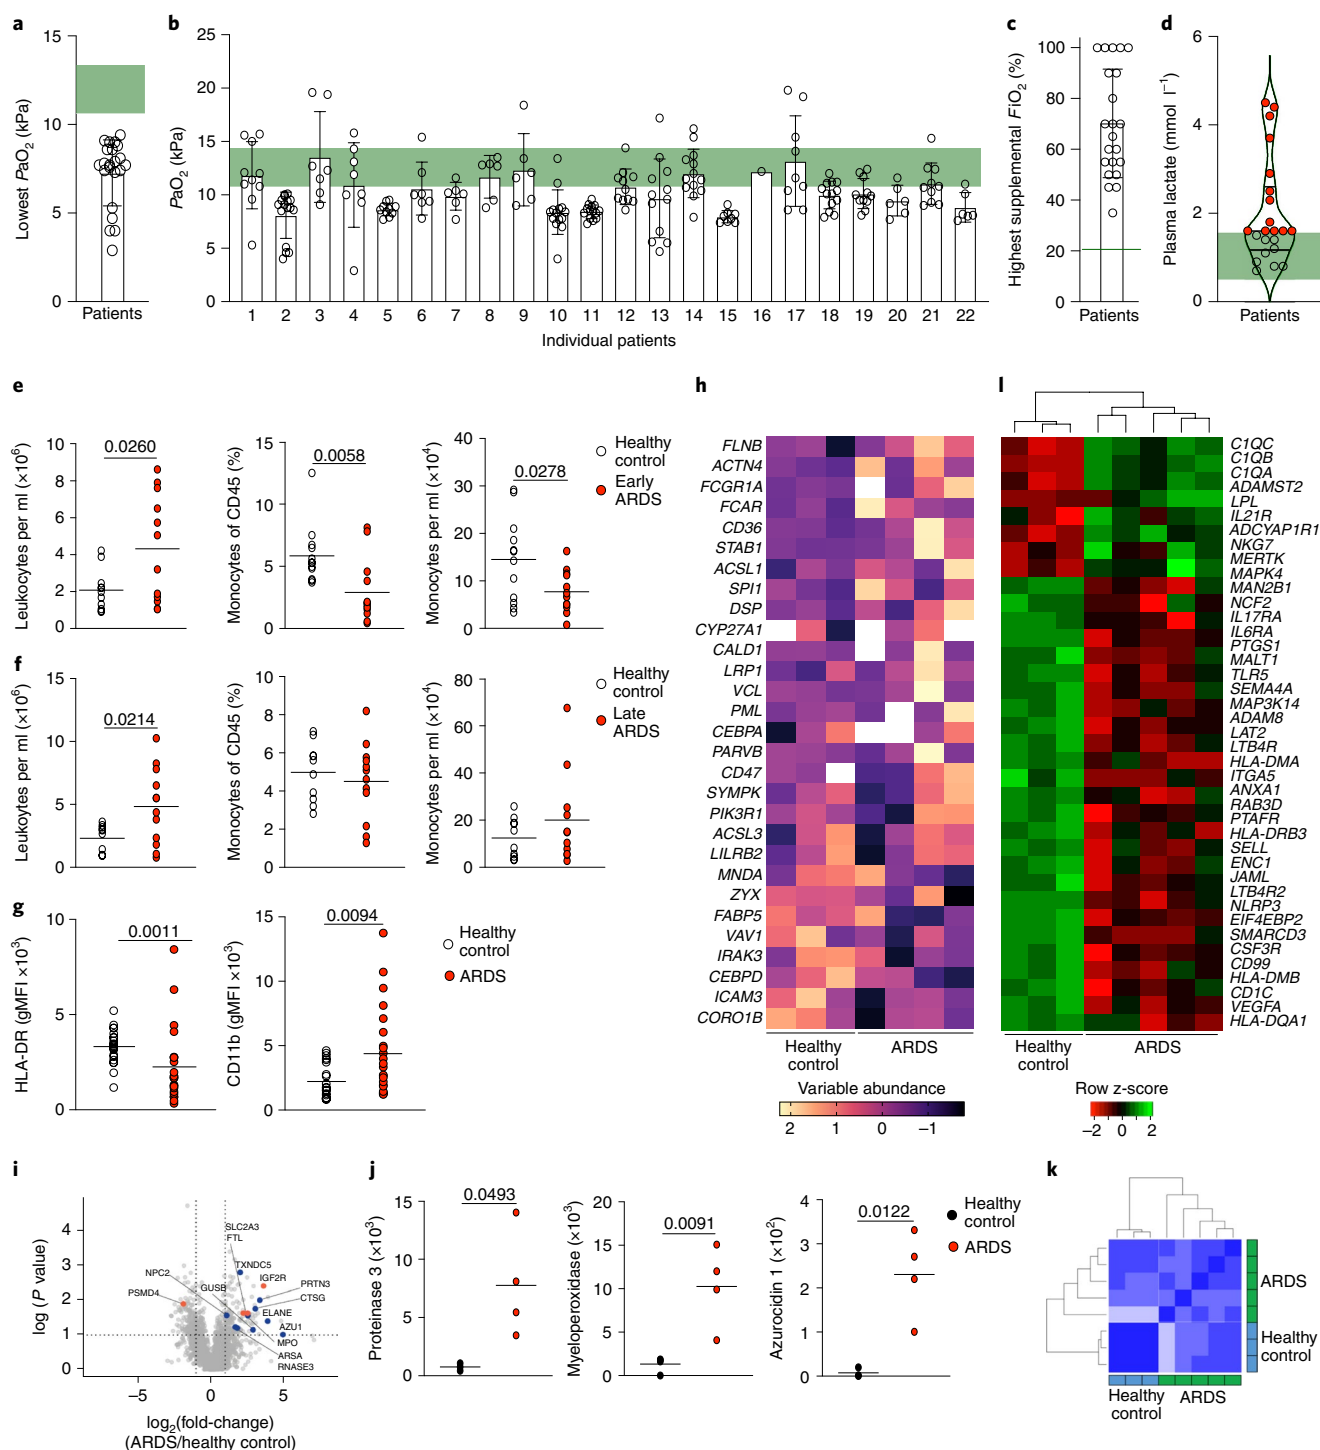 a
15
10
5
0
Lowest PaO2 (kPa)
Patients
b
25
20
15
10
5
0
PaO2 (kPa)
1 2 3 4 5 6 7 8 9 10 11 12 13 14 15 16 17 18 19 20 21 22
Individual patients
c
100
80
60
40
20
0
Highest supplemental FiO2 (%)
Patients
d
6
4
2
0
Plasma lactate (mmol l−1)
Patients
e
Leukocytes per ml (×10⁶)
10
8
6
4
2
0
0.0260
Monocytes of CD45 (%)
15
10
5
0
0.0058
Monocytes per ml (×10⁴)
40
30
20
10
0
0.0278
Healthy
control
Early
ARDS
f
Leukoytes per ml (×10⁶)
15
10
5
0
0.0214
Monocytes of CD45 (%)
10
8
6
4
2
0
Monocytes per ml (×10⁴)
80
60
40
20
0
Healthy
control
Late
ARDS
g
HLA-DR (gMFI ×10³)
10
5
0
0.0011
CD11b (gMFI ×10³)
15
10
5
0
0.0094
Healthy
control
ARDS
h
FLNB
ACTN4
FCGR1A
FCAR
CD36
STAB1
ACSL1
SPI1
DSP
CYP27A1
CALD1
LRP1
VCL
PML
CEBPA
PARVB
CD47
SYMPK
PIK3R1
ACSL3
LILRB2
MNDA
ZYX
FABP5
VAV1
IRAK3
CEBPD
ICAM3
CORO1B
Healthy
control
ARDS
Variable abundance
2 1 0 −1
l
C1QC
C1QB
C1QA
ADAMST2
LPL
IL21R
ADCYAP1R1
NKG7
MERTK
MAPK4
MAN2B1
NCF2
IL17RA
IL6RA
PTGS1
MALT1
TLR5
SEMA4A
MAP3K14
ADAM8
LAT2
LTB4R
HLA-DMA
ITGA5
ANXA1
RAB3D
PTAFR
HLA-DRB3
SELL
ENC1
JAML
LTB4R2
NLRP3
EIF4EBP2
SMARCD3
CSF3R
CD99
HLA-DMB
CD1C
VEGFA
HLA-DQA1
Healthy
control
ARDS
Row z-score
−2 0 2
i
log (P value)
4
3
2
1
0
SLC2A3
FTL
TXNDC5
NPC2
GUSB
IGF2R
PSMD4
PRTN3
CTSG
ELANE
AZU1
MPO
ARSA
RNASE3
−5 0 5
log2(fold-change)
(ARDS/healthy control)
j
Proteinase 3 (×10³)
15
10
5
0
0.0493
Myeloperoxidase (×10³)
20
15
10
5
0
0.0091
Azurocidin 1 (×10²)
4
3
2
1
0
0.0122
Healthy
control
ARDS
k
ARDS
Healthy
control
Healthy
control
ARDS